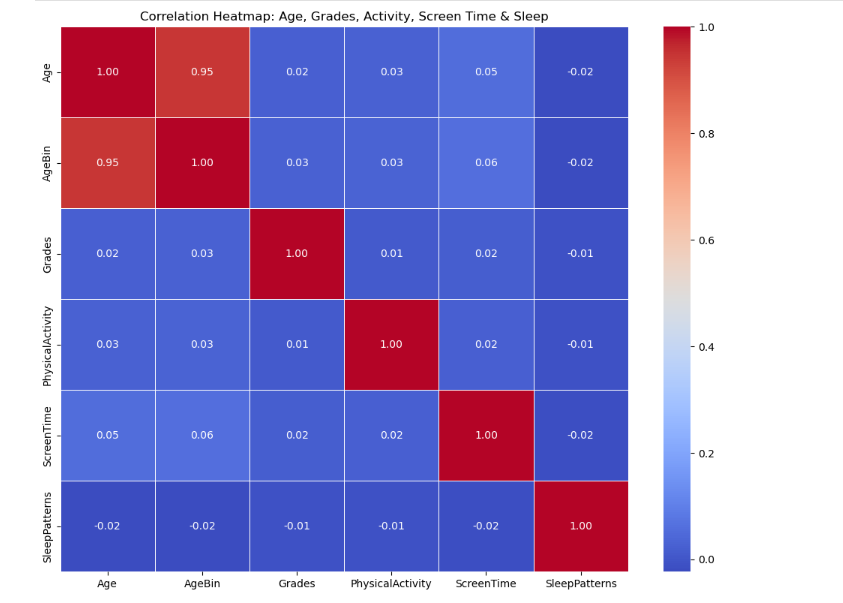 Correlation Heatmap: Age, Grades, Activity, Screen Time & Sleep
Age 1.00 0.95 0.02 0.03 0.05 -0.02
AgeBin 0.95 1.00 0.03 0.03 0.06 -0.02
Grades 0.02 0.03 1.00 0.01 0.02 -0.01
PhysicalActivity 0.03 0.03 0.01 1.00 0.02 -0.01
ScreenTime 0.05 0.06 0.02 0.02 1.00 -0.02
SleepPatterns -0.02 -0.02 -0.01 -0.01 -0.02 1.00
Age AgeBin Grades PhysicalActivity ScreenTime SleepPatterns
1.0
0.8
0.6
0.4
0.2
0.0